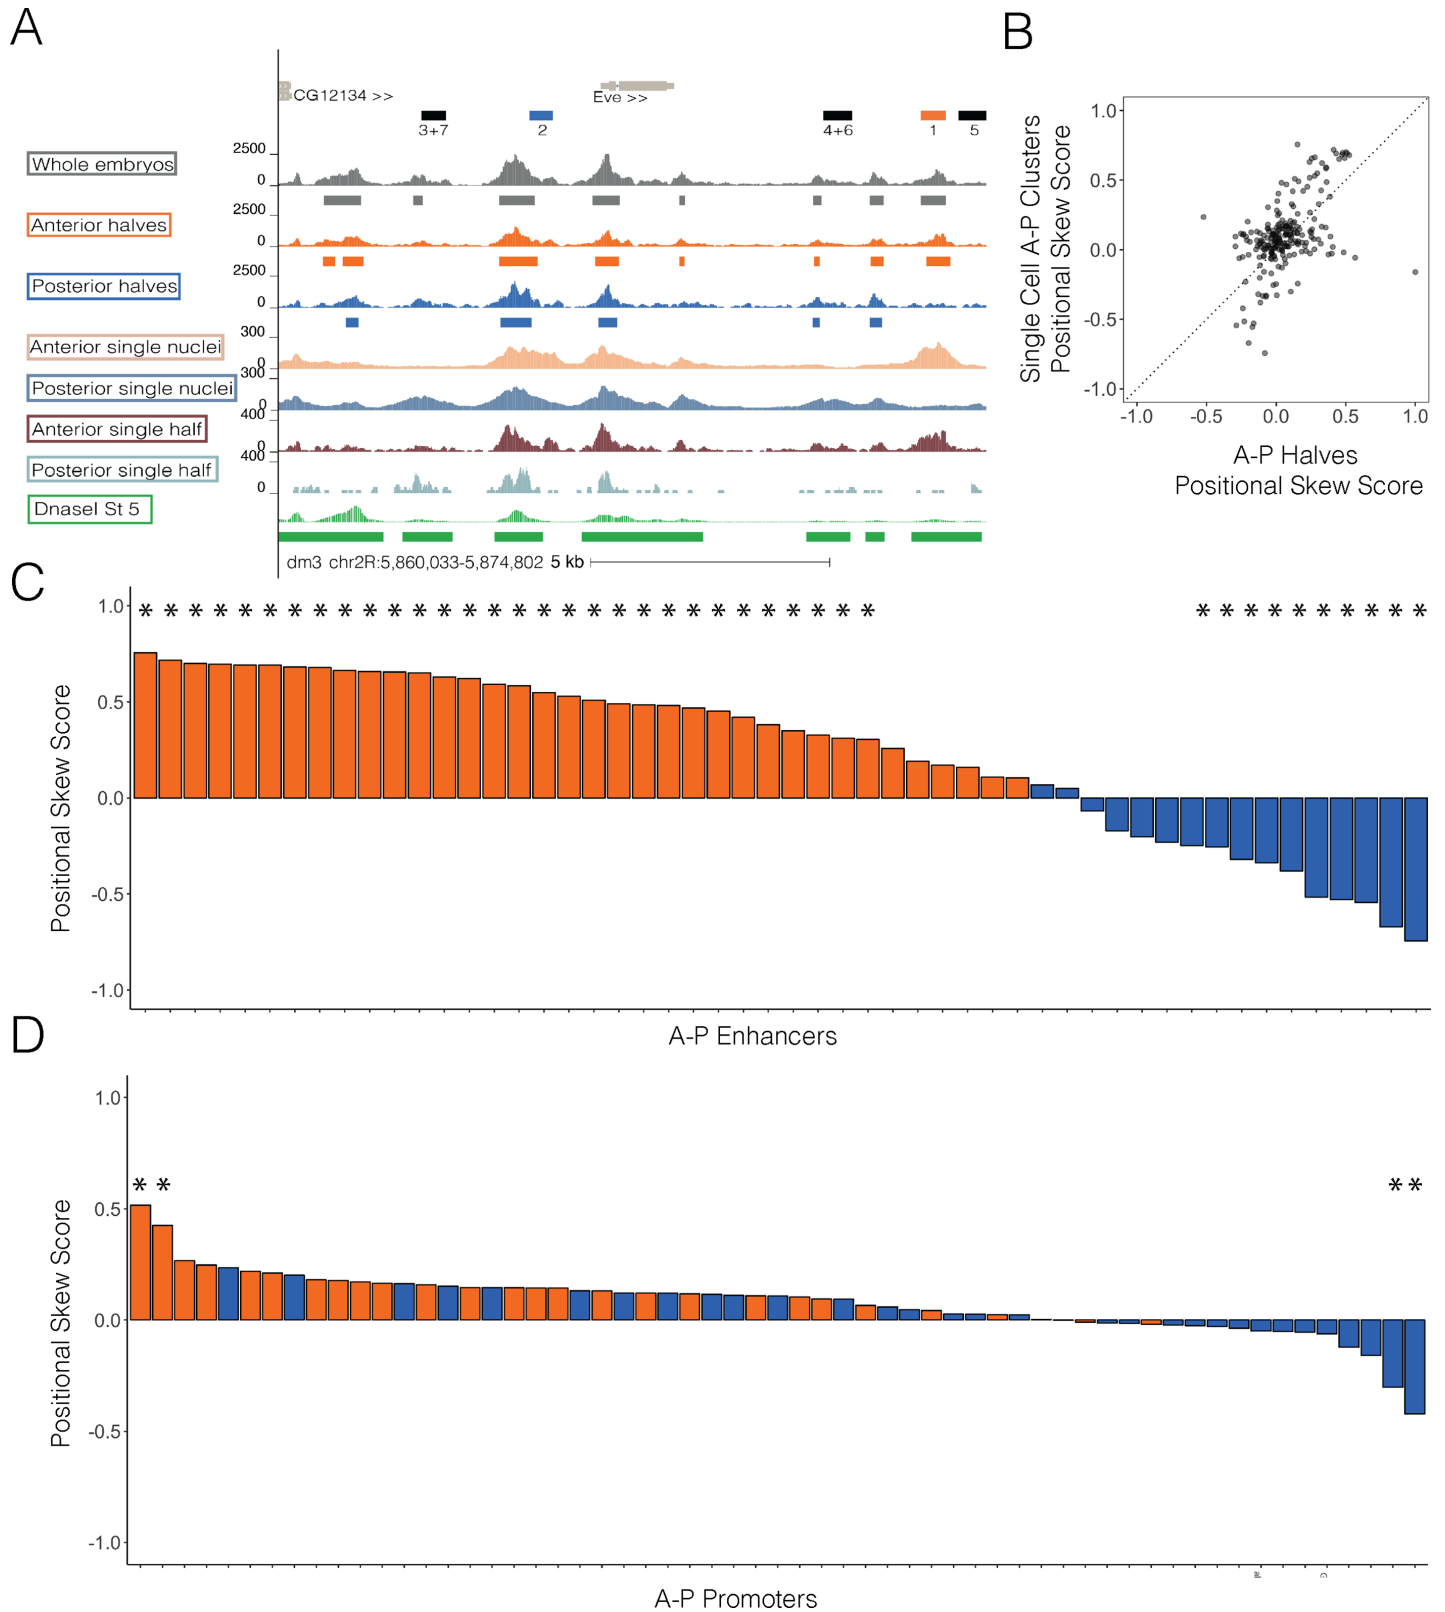 A
B
CG12134 >>
Eve >>
3+7
2
4+6
1
5
Whole embryos
2500
0
Anterior halves
2500
0
Posterior halves
2500
0
Anterior single nuclei
300
0
Posterior single nuclei
300
0
Anterior single half
400
0
Posterior single half
400
0
DnaseI St 5
dm3 chr2R:5,860,033-5,874,802 5 kb
Single Cell A-P Clusters
Positional Skew Score
1.0
0.5
0.0
-0.5
-1.0
-1.0 -0.5 0.0 0.5 1.0
A-P Halves
Positional Skew Score
C
Positional Skew Score
1.0
0.5
0.0
-0.5
-1.0
* * * * * * * * * * * * * * * * * * * * * * * * * * * * * * * * * * * * * * * *
A-P Enhancers
D
Positional Skew Score
1.0
0.5
0.0
-0.5
-1.0
* * * *
A-P Promoters